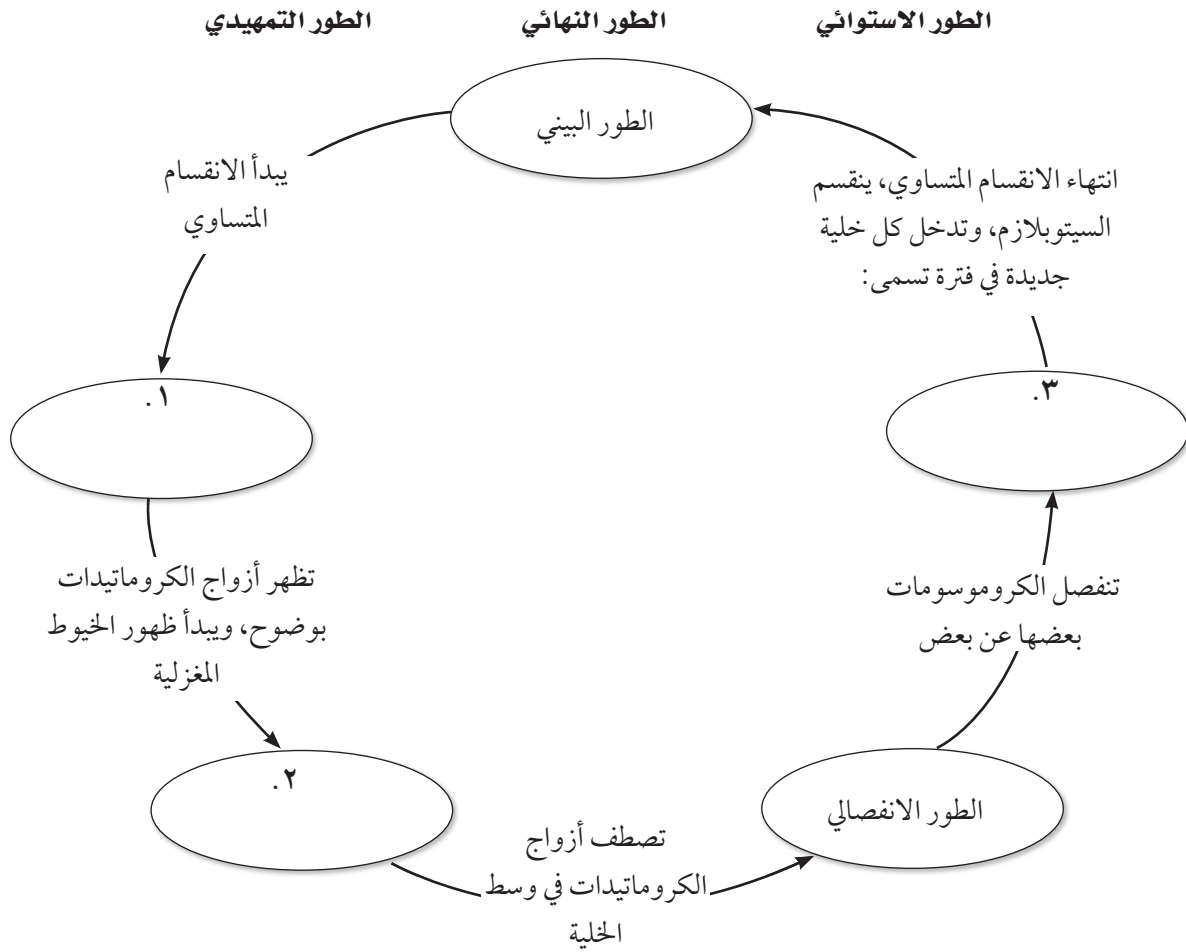 الطور الاستوائي الطور النهائي الطور التمهيدي
الطور البيني
يبدأ الانقسام
المتساوي
١.
تظهر أزواج الكروماتيدات
بوضوح، ويبدأ ظهور الخيوط
المغزلية
٢.
تصطف أزواج
الكروماتيدات في وسط
الخلية
الطور الانفصالي
تنفصل الكروموسومات
بعضها عن بعض
٣.
انتهاء الانقسام المتساوي، ينقسم
السيتوبلازم، وتدخل كل خلية
جديدة في فترة تسمى: